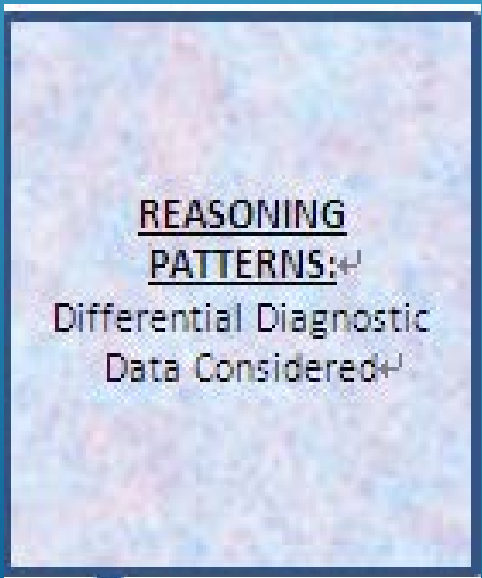 REASONING
PATTERNS:↵
Differential Diagnostic
Data Considered↵